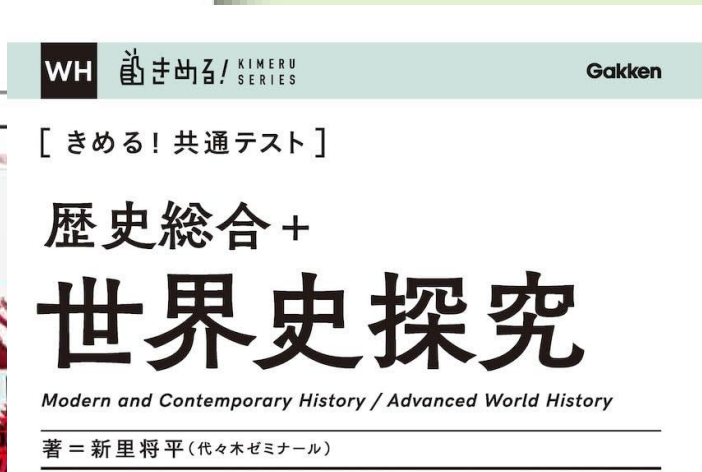 WH きめる! KIMERU SERIES Gakken
[ きめる! 共通テスト ]
歴史総合+
世界史探究
Modern and Contemporary History / Advanced World History
著=新里将平(代々木ゼミナール)